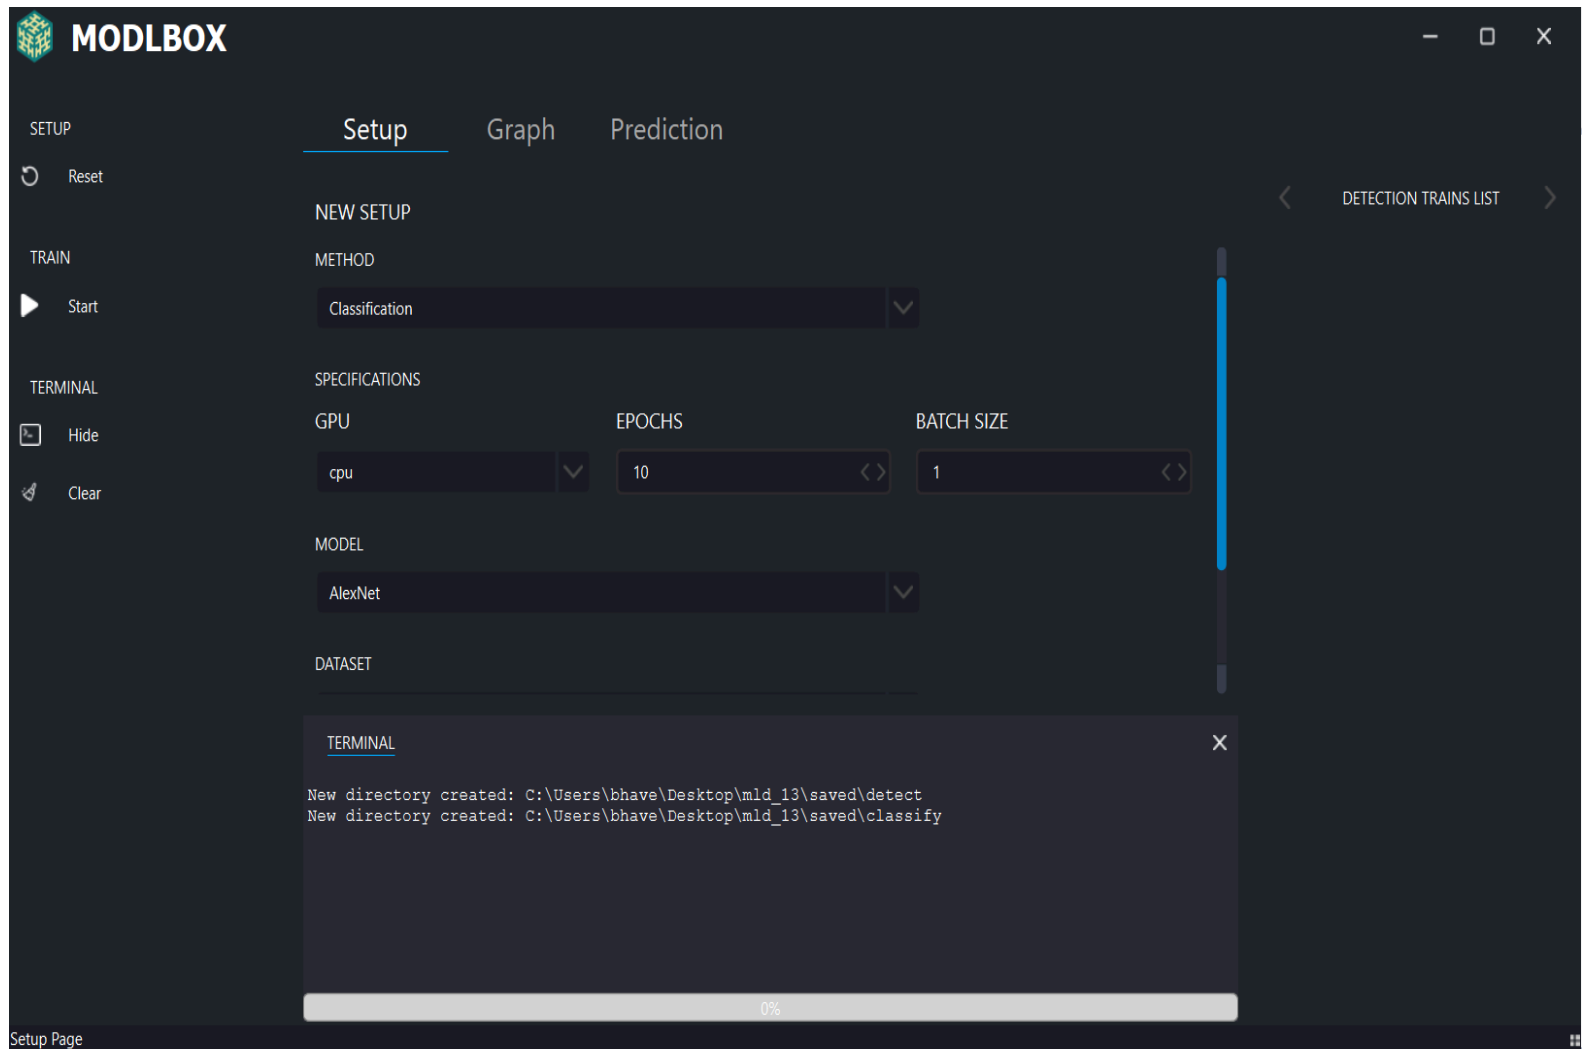 MODLBOX
SETUP
Reset
TRAIN
Start
TERMINAL
Hide
Clear
Setup Graph Prediction
NEW SETUP
METHOD
Classification
SPECIFICATIONS
GPU EPOCHS BATCH SIZE
cpu 10 1
MODEL
AlexNet
DATASET
DETECTION TRAINS LIST
TERMINAL
New directory created: C:\Users\bhave\Desktop\mld_13\saved\detect
New directory created: C:\Users\bhave\Desktop\mld_13\saved\classify
0%
Setup Page